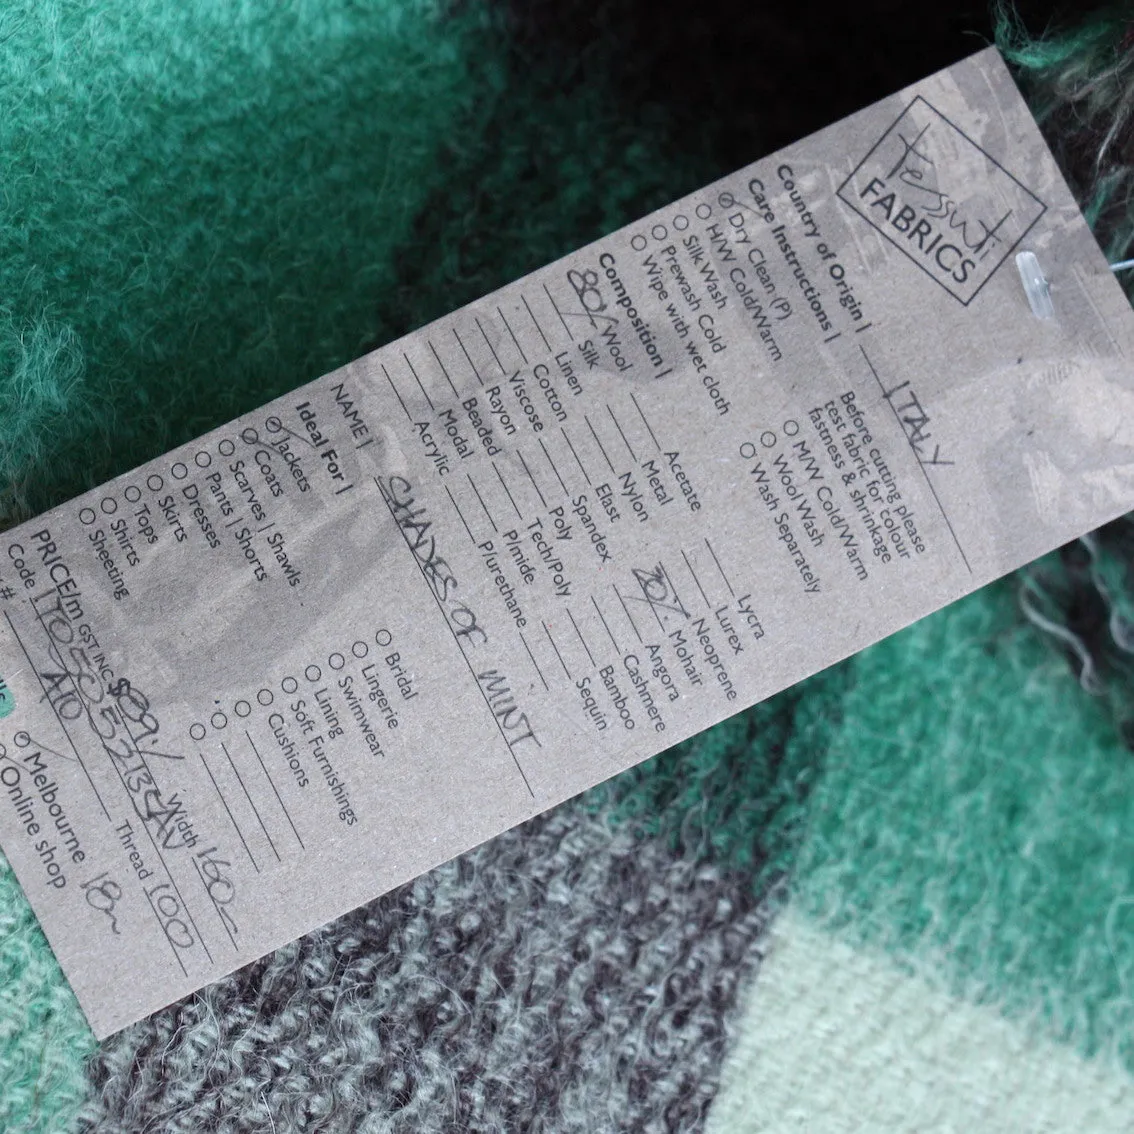 tessuti
FABRICS
Country of Origin | ITALY
Care Instructions |
Dry Clean (P)
H/W Cold/Warm
Silk Wash
Prewash Cold
Wipe with wet cloth
Before cutting please
test fabric for colour
fastness & shrinkage
M/W Cold/Warm
Wool Wash
Wash Separately
Composition |
80% Wool
Silk
Linen
Cotton
Viscose
Rayon
Beaded
Modal
Acrylic
Acetate
Metal
Nylon
Elast
Spandex
Poly
Tech/Poly
P/mide
P/urethane
Lycra
Lurex
Neoprene
20% Mohair
Angora
Cashmere
Bamboo
Sequin
NAME | SHADES OF MINT
Ideal For |
Jackets
Coats
Scarves | Shawls
Pants | Shorts
Dresses
Skirts
Tops
Shirts
Sheeting
Bridal
Lingerie
Swimwear
Lining
Soft Furnishings
Cushions
PRICE/m GST INC Width 160
Code |
#: A10 Thread 100
Melbourne 18m
Online shop